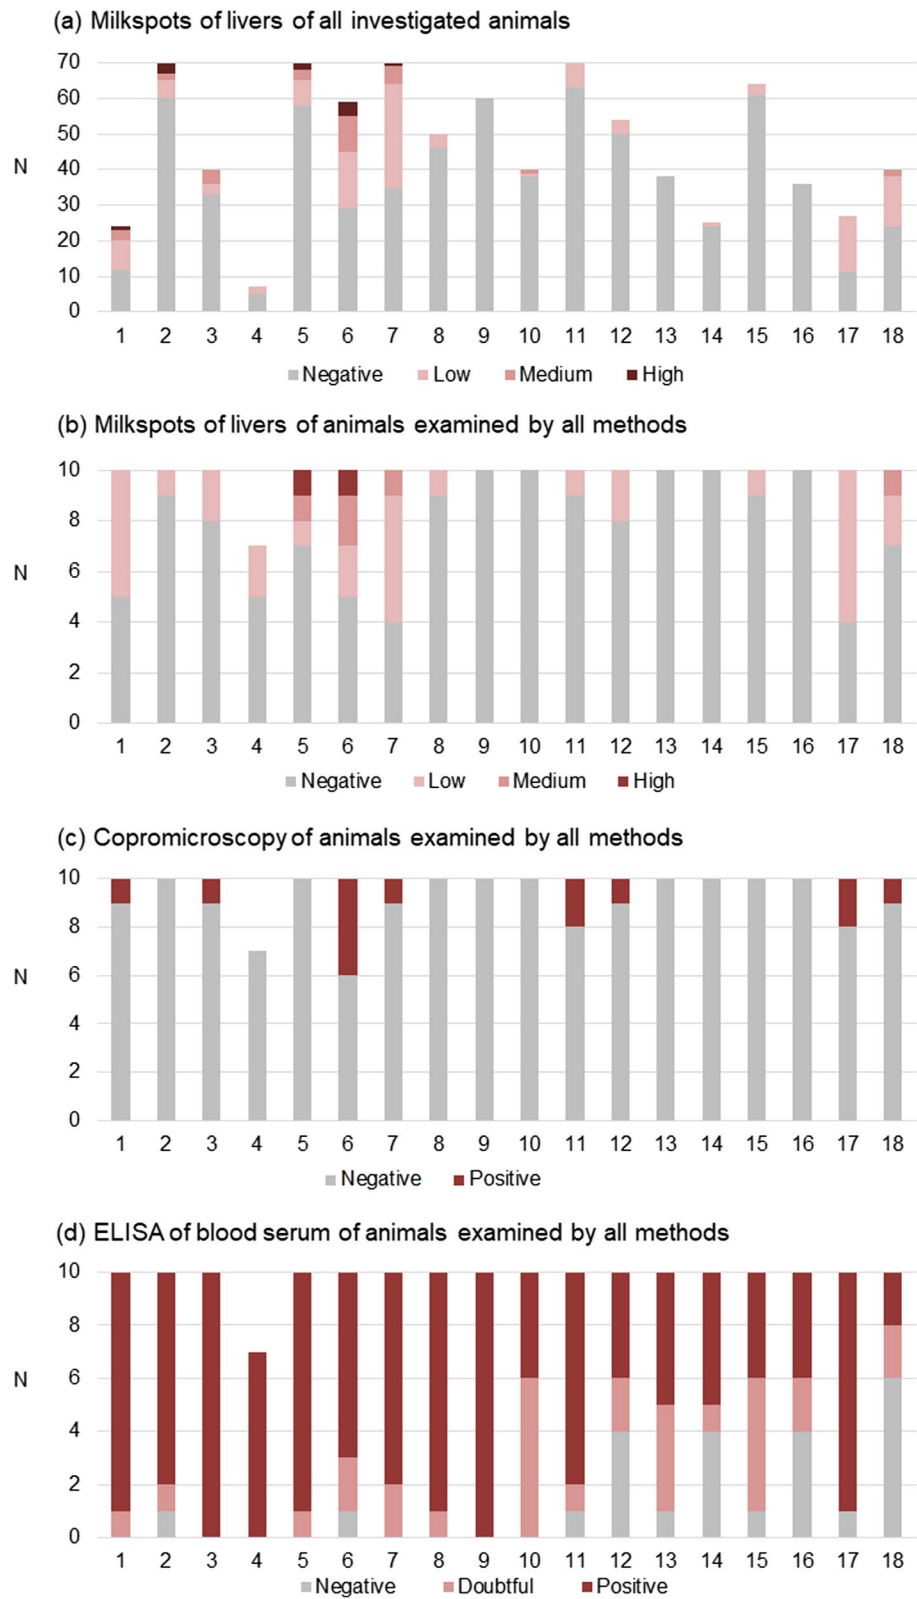 (a) Milkspots of livers of all investigated animals
70
60
50
40
30
20
10
0
N
1 2 3 4 5 6 7 8 9 10 11 12 13 14 15 16 17 18
Negative Low Medium High
(b) Milkspots of livers of animals examined by all methods
10
8
6
4
2
0
N
1 2 3 4 5 6 7 8 9 10 11 12 13 14 15 16 17 18
Negative Low Medium High
(c) Copromicroscopy of animals examined by all methods
10
8
6
4
2
0
N
1 2 3 4 5 6 7 8 9 10 11 12 13 14 15 16 17 18
Negative Positive
(d) ELISA of blood serum of animals examined by all methods
10
8
6
4
2
0
N
1 2 3 4 5 6 7 8 9 10 11 12 13 14 15 16 17 18
Negative Doubtful Positive